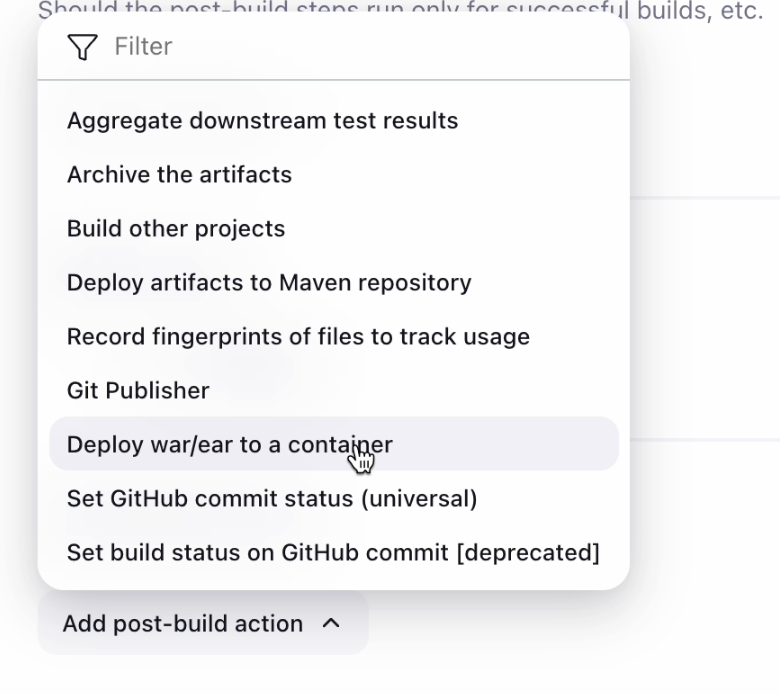 Should the post-build steps run only for successful builds, etc.
Filter
Aggregate downstream test results
Archive the artifacts
Build other projects
Deploy artifacts to Maven repository
Record fingerprints of files to track usage
Git Publisher
Deploy war/ear to a container
Set GitHub commit status (universal)
Set build status on GitHub commit [deprecated]
Add post-build action